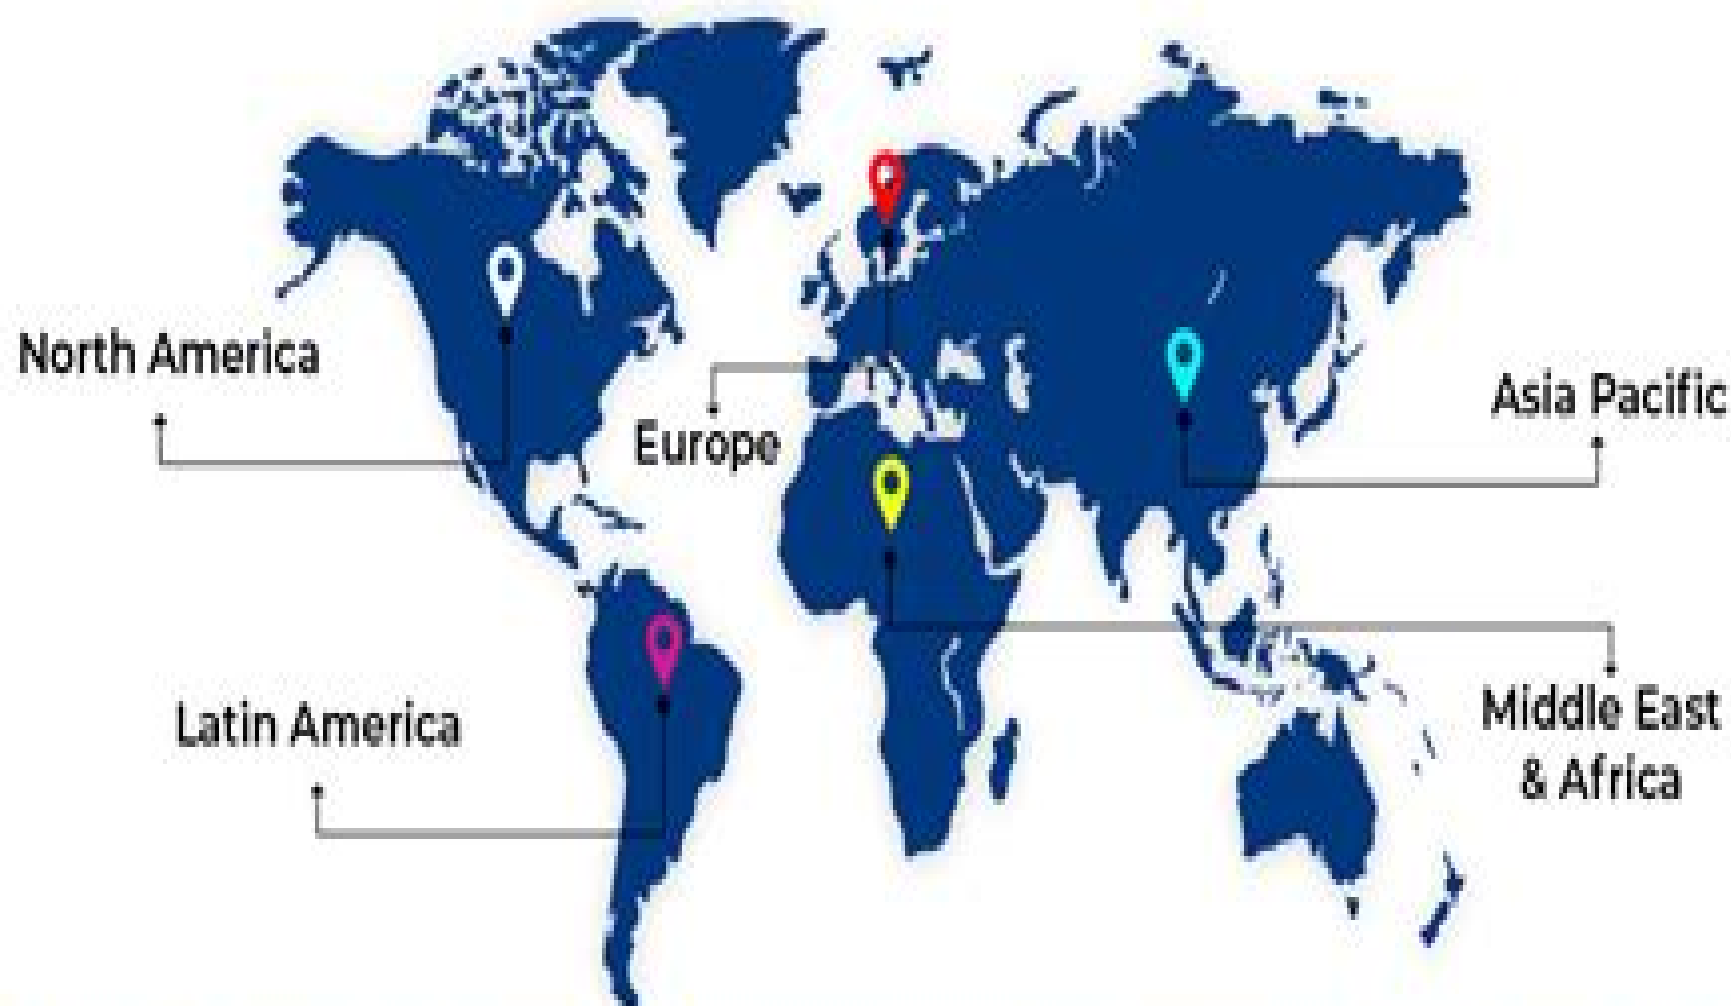 North America
Europe
Asia Pacific
Latin America
Middle East
& Africa